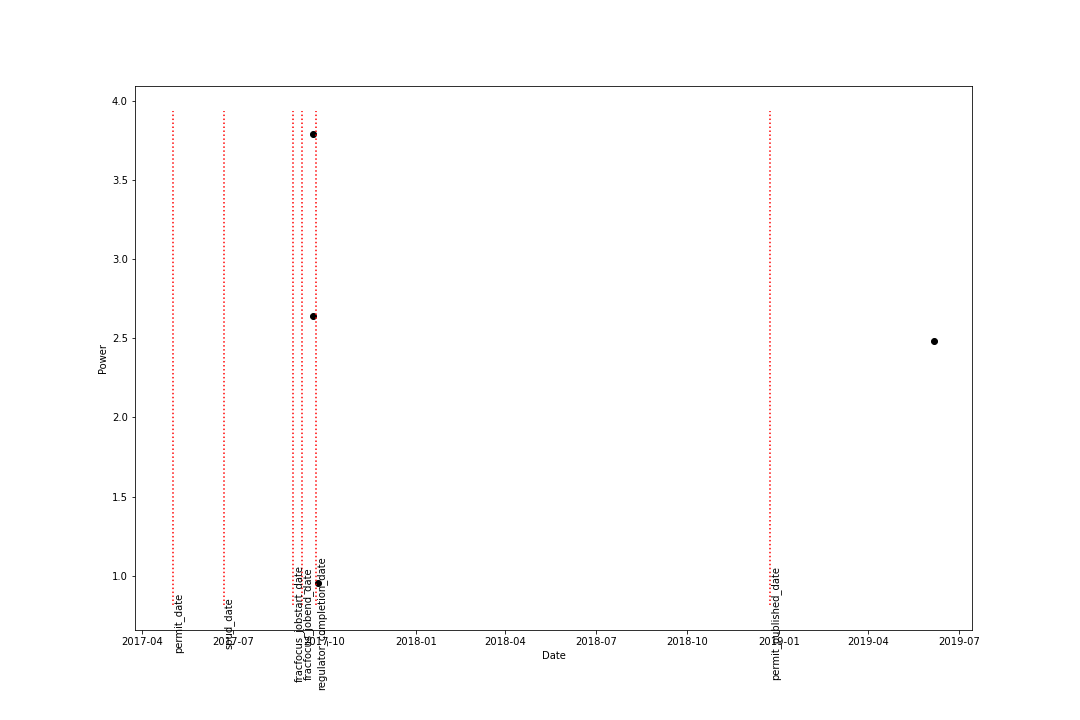 4.0
3.5
3.0
2.5
2.0
1.5
1.0
Power
permit_date
spud_date
fracfocus_jobstart_date
fracfocus_jobend_date
regulatory_completion_date
permit_published_date
2017-04
2017-07
2017-10
2018-01
2018-04
2018-07
2018-10
2019-01
2019-04
2019-07
Date